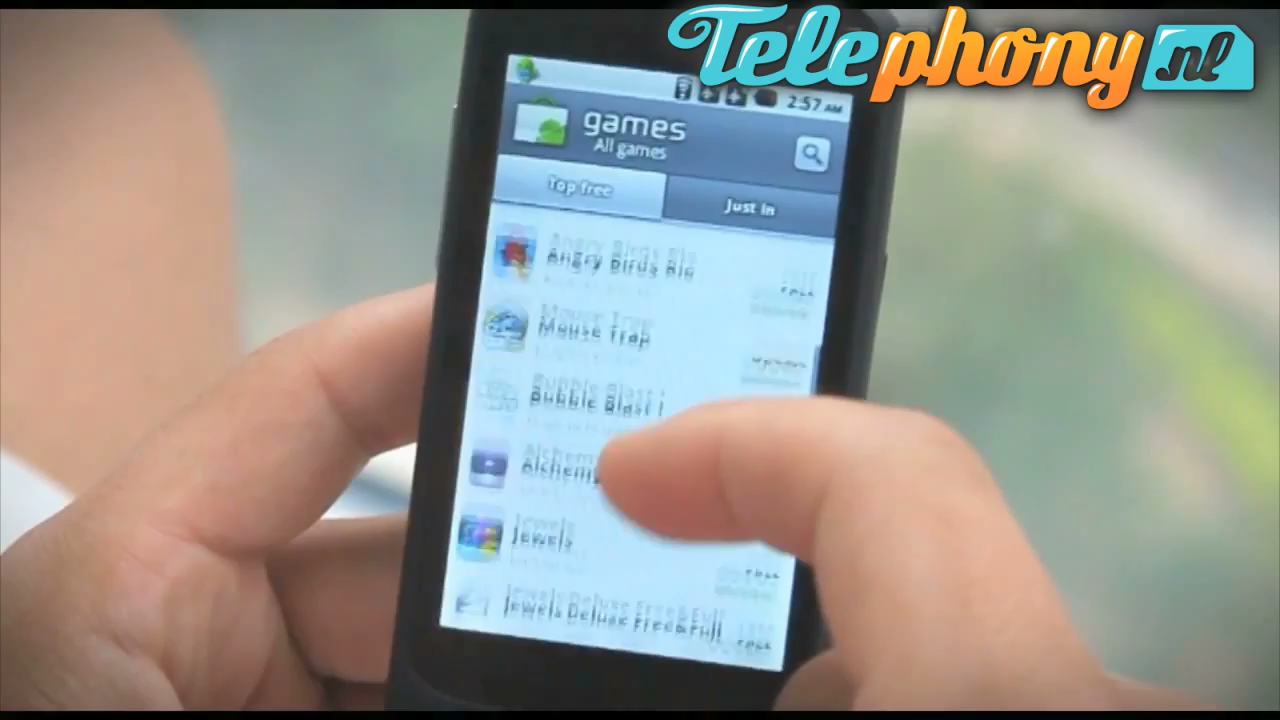 Telephony.nl
2:57 AM
games
All games
Top free
Just in
Angry Birds Rio
Mouse Trap
Bubble Blast
Alchemy
Jewels
FREE
Jewels Deluxe Free&Full